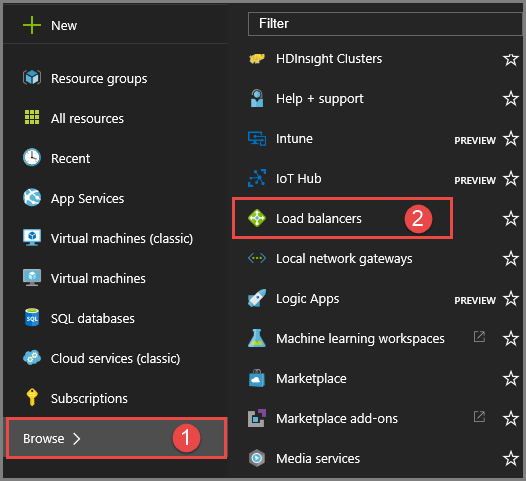 New
Resource groups
All resources
Recent
App Services
Virtual machines (classic)
Virtual machines
SQL
SQL databases
Cloud services (classic)
Subscriptions
Browse
1
Filter
HDInsight Clusters
Help + support
Intune PREVIEW
IoT Hub PREVIEW
Load balancers 2
Local network gateways
Logic Apps PREVIEW
Machine learning workspaces
Marketplace
Marketplace add-ons
Media services